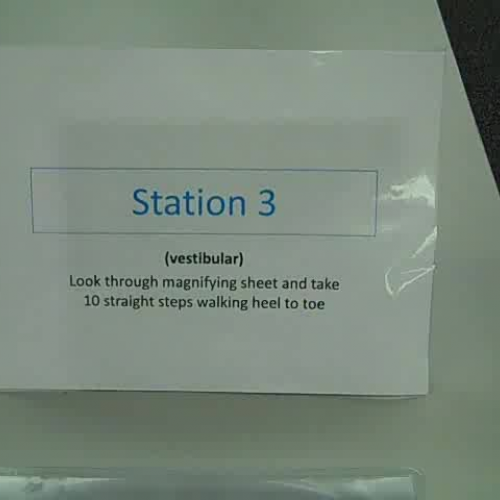 Station 3
(vestibular)
Look through magnifying sheet and take
10 straight steps walking heel to toe